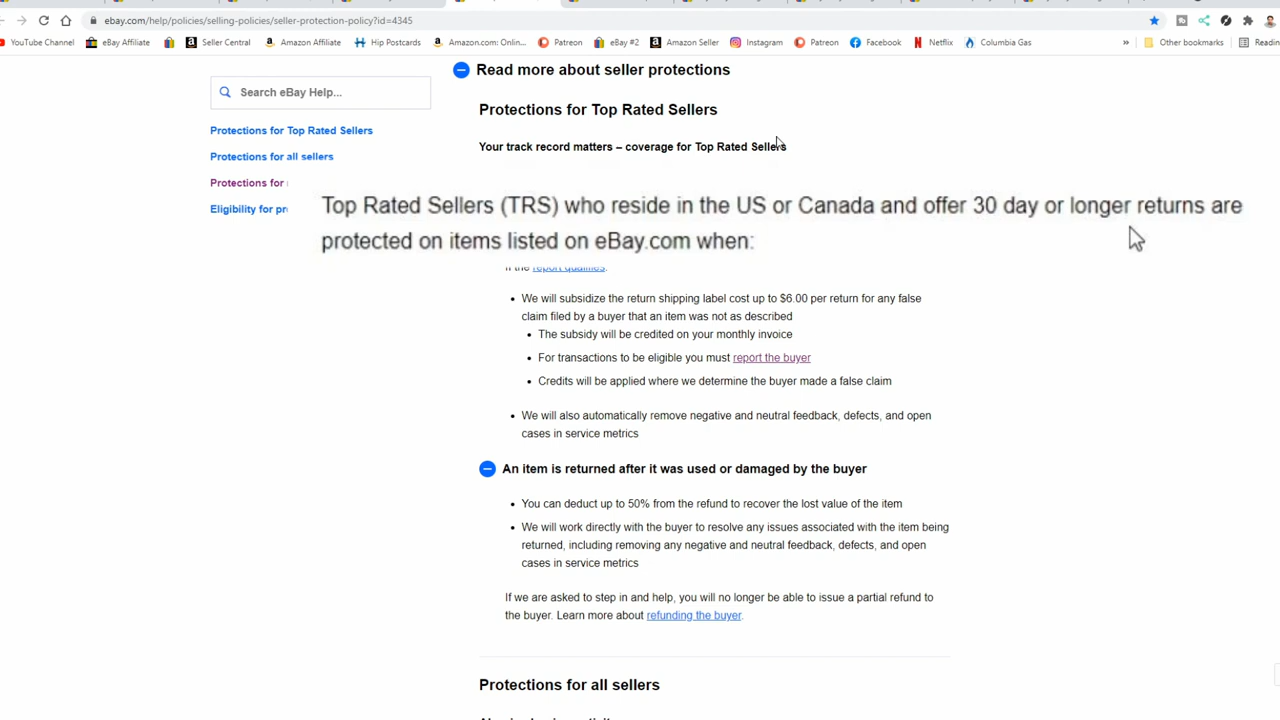 ebay.com/help/policies/selling-policies/seller-protection-policy?id=4345
YouTube Channel eBay Affiliate Seller Central Amazon Affiliate Hip Postcards Amazon.com: Onlin... Patreon eBay #2 Amazon Seller Instagram Patreon Facebook Netflix Columbia Gas » Other bookmarks Readin
Search eBay Help...
Protections for Top Rated Sellers
Protections for all sellers
Protections for
Eligibility for pr
Read more about seller protections
Protections for Top Rated Sellers
Your track record matters – coverage for Top Rated Sellers
Top Rated Sellers (TRS) who reside in the US or Canada and offer 30 day or longer returns are
protected on items listed on eBay.com when:
if the report qualifies.
We will subsidize the return shipping label cost up to $6.00 per return for any false
claim filed by a buyer that an item was not as described
The subsidy will be credited on your monthly invoice
For transactions to be eligible you must report the buyer
Credits will be applied where we determine the buyer made a false claim
We will also automatically remove negative and neutral feedback, defects, and open
cases in service metrics
An item is returned after it was used or damaged by the buyer
You can deduct up to 50% from the refund to recover the lost value of the item
We will work directly with the buyer to resolve any issues associated with the item being
returned, including removing any negative and neutral feedback, defects, and open
cases in service metrics
If we are asked to step in and help, you will no longer be able to issue a partial refund to
the buyer. Learn more about refunding the buyer.
Protections for all sellers